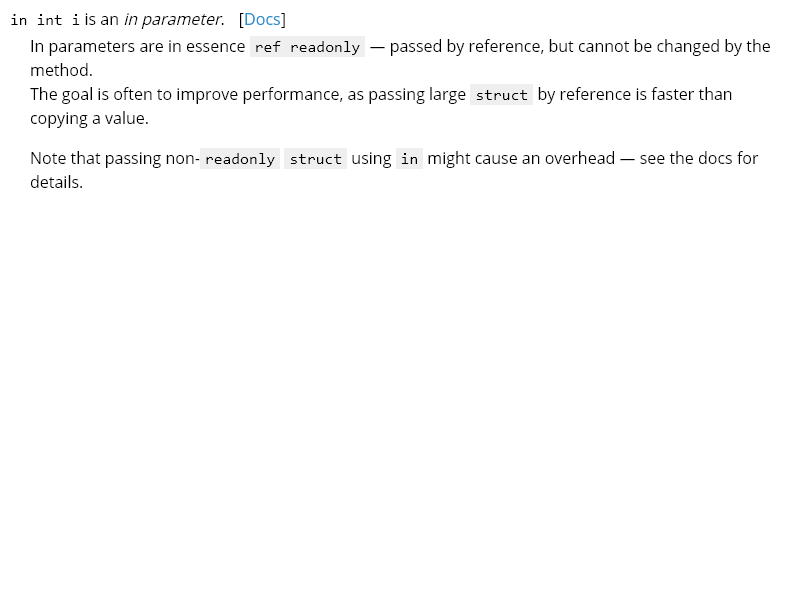 in int i is an in parameter. [Docs]
In parameters are in essence ref readonly — passed by reference, but cannot be changed by the
method.
The goal is often to improve performance, as passing large struct by reference is faster than
copying a value.
Note that passing non-readonly struct using in might cause an overhead — see the docs for
details.